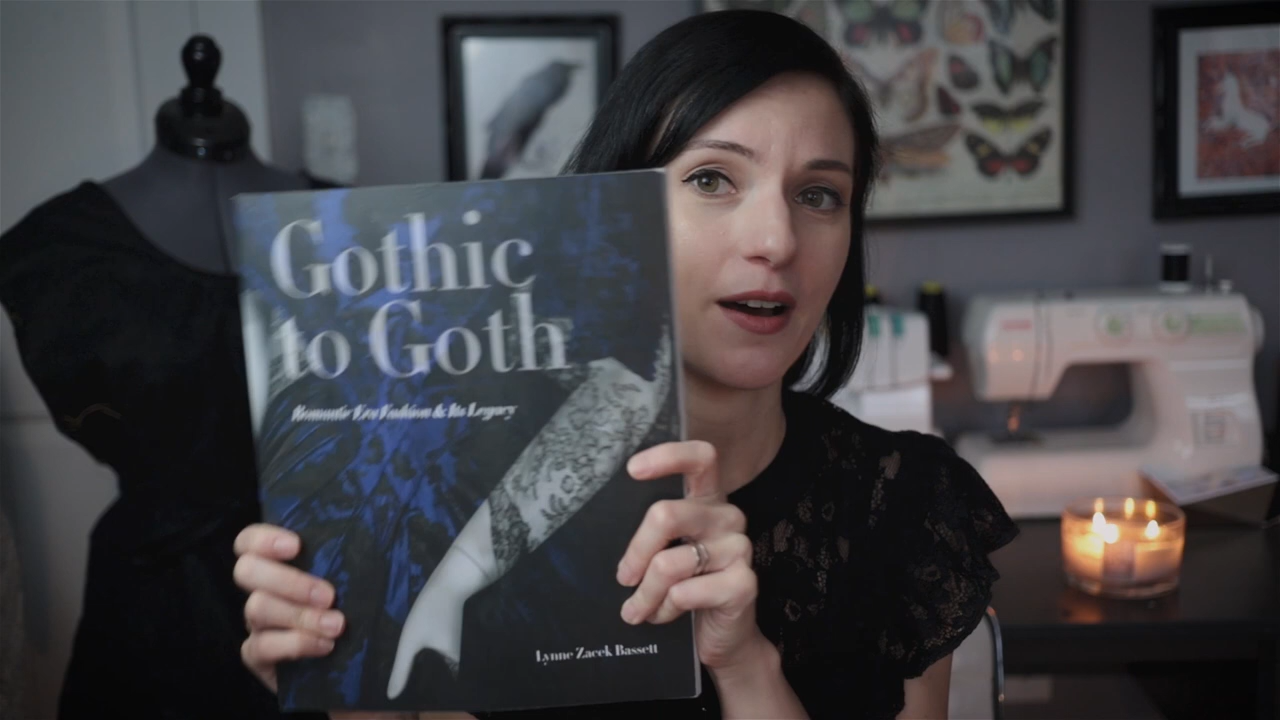 Gothic
to Goth
Romantic Era Fashion & Its Legacy
Lynne Zacek Bassett